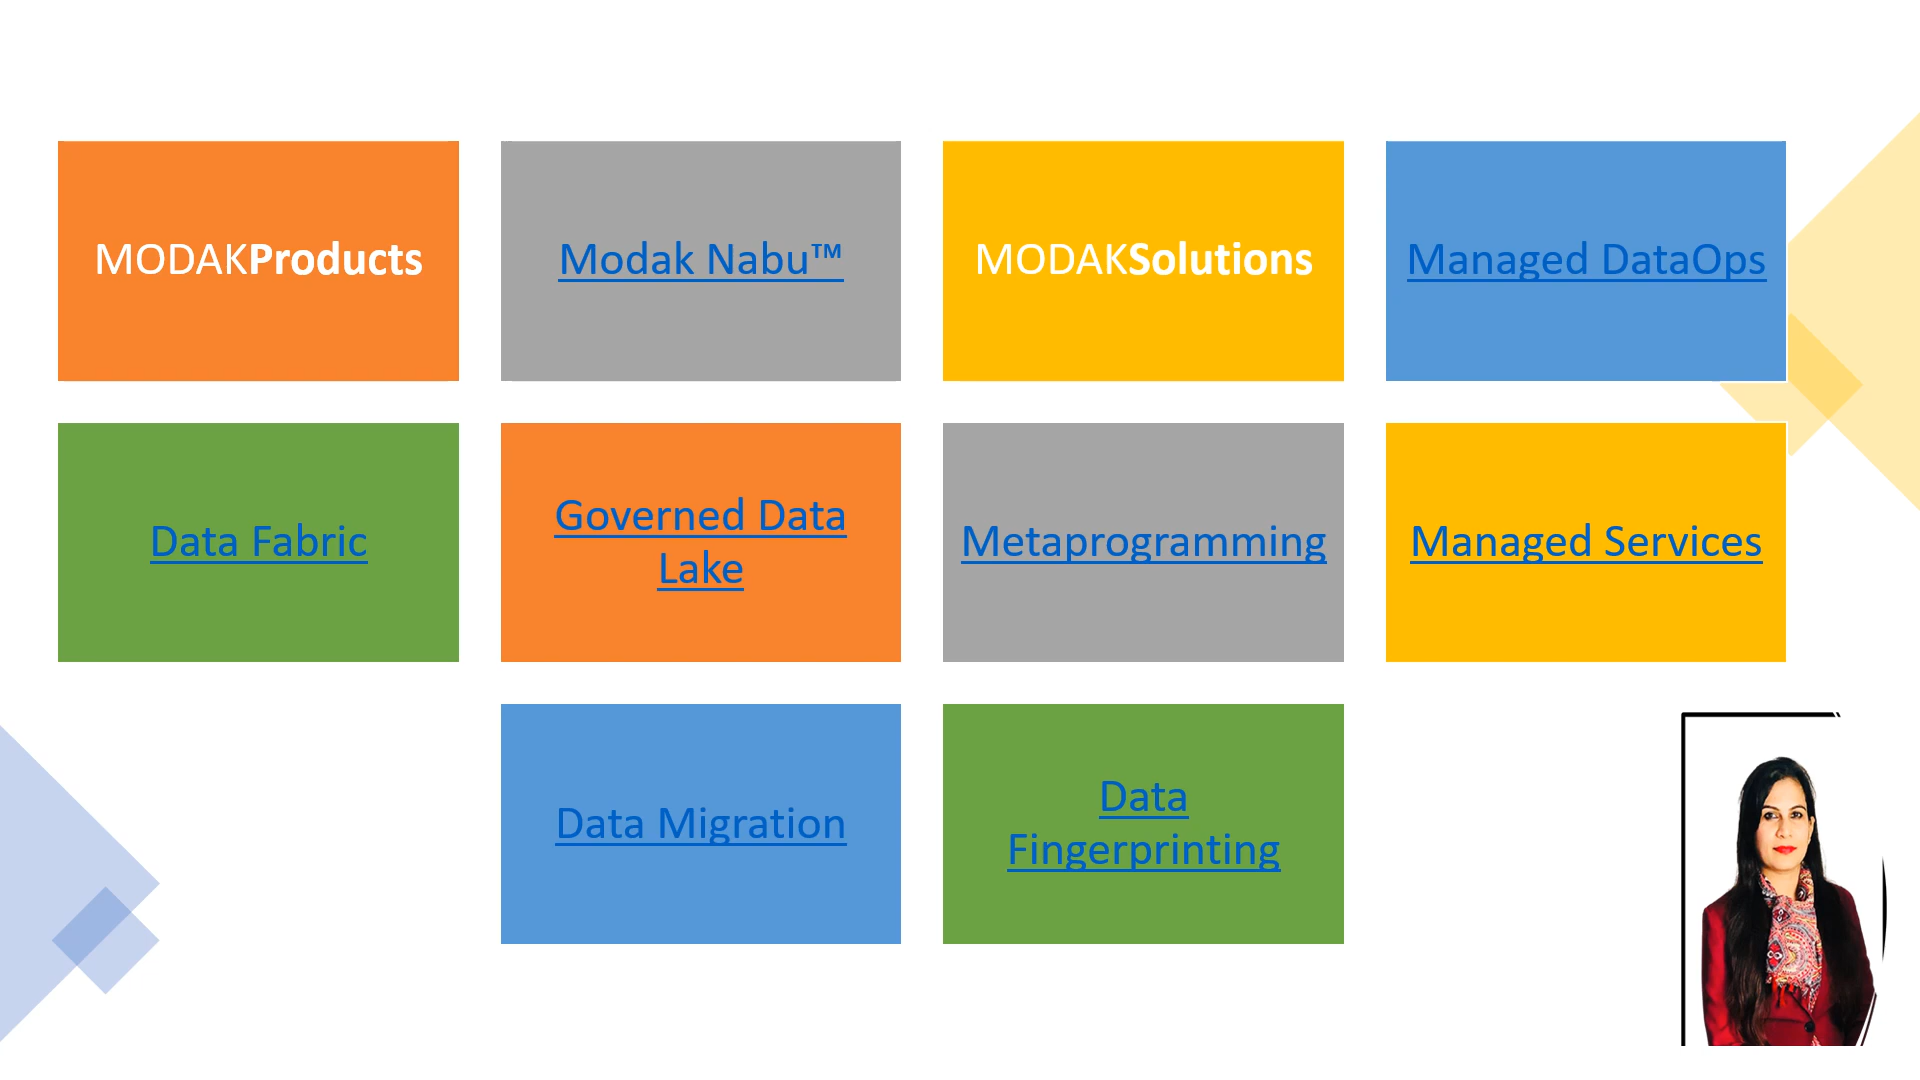 MODAKProducts
Modak Nabu™
MODAKSolutions
Managed DataOps
Data Fabric
Governed Data
Lake
Metaprogramming
Managed Services
Data Migration
Data
Fingerprinting